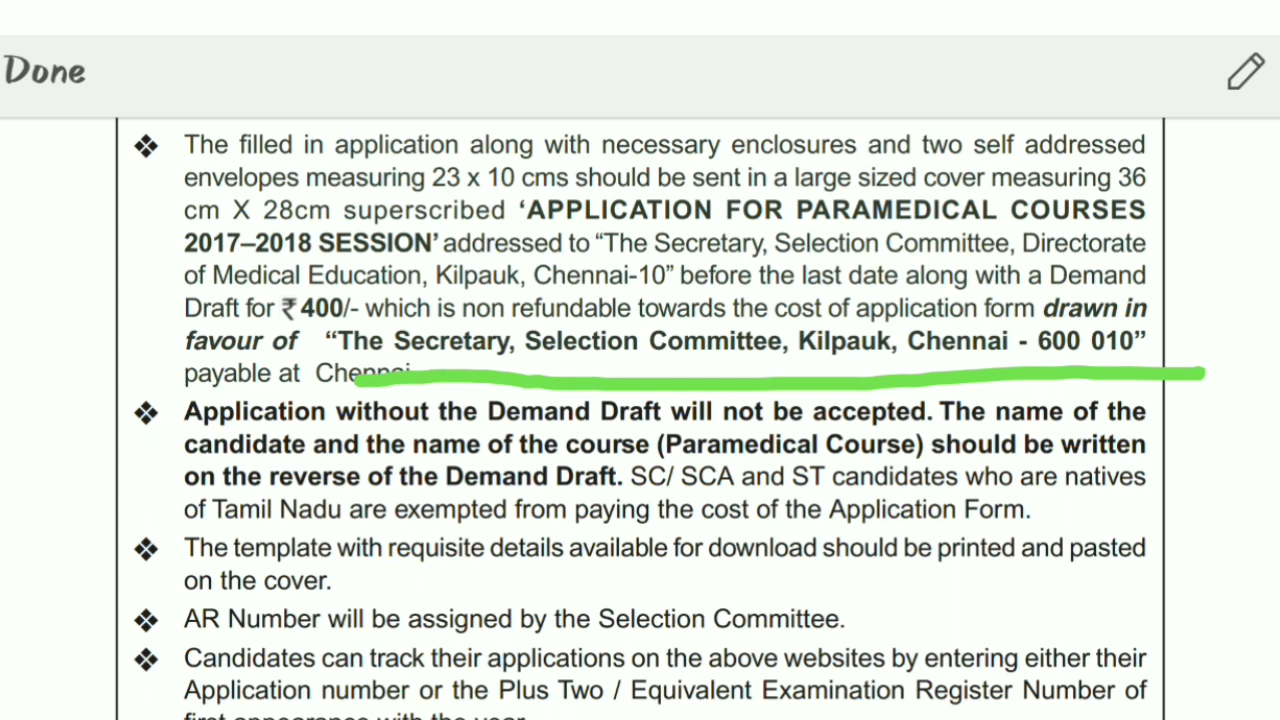 Done
❖ The filled in application along with necessary enclosures and two self addressed
envelopes measuring 23 x 10 cms should be sent in a large sized cover measuring 36
cm X 28cm superscribed ‘APPLICATION FOR PARAMEDICAL COURSES
2017–2018 SESSION’ addressed to “The Secretary, Selection Committee, Directorate
of Medical Education, Kilpauk, Chennai-10” before the last date along with a Demand
Draft for ₹ 400/- which is non refundable towards the cost of application form drawn in
favour of “The Secretary, Selection Committee, Kilpauk, Chennai - 600 010”
payable at Chennai
❖ Application without the Demand Draft will not be accepted. The name of the
candidate and the name of the course (Paramedical Course) should be written
on the reverse of the Demand Draft. SC/ SCA and ST candidates who are natives
of Tamil Nadu are exempted from paying the cost of the Application Form.
❖ The template with requisite details available for download should be printed and pasted
on the cover.
❖ AR Number will be assigned by the Selection Committee.
❖ Candidates can track their applications on the above websites by entering either their
Application number or the Plus Two / Equivalent Examination Register Number of
first appearance with the year